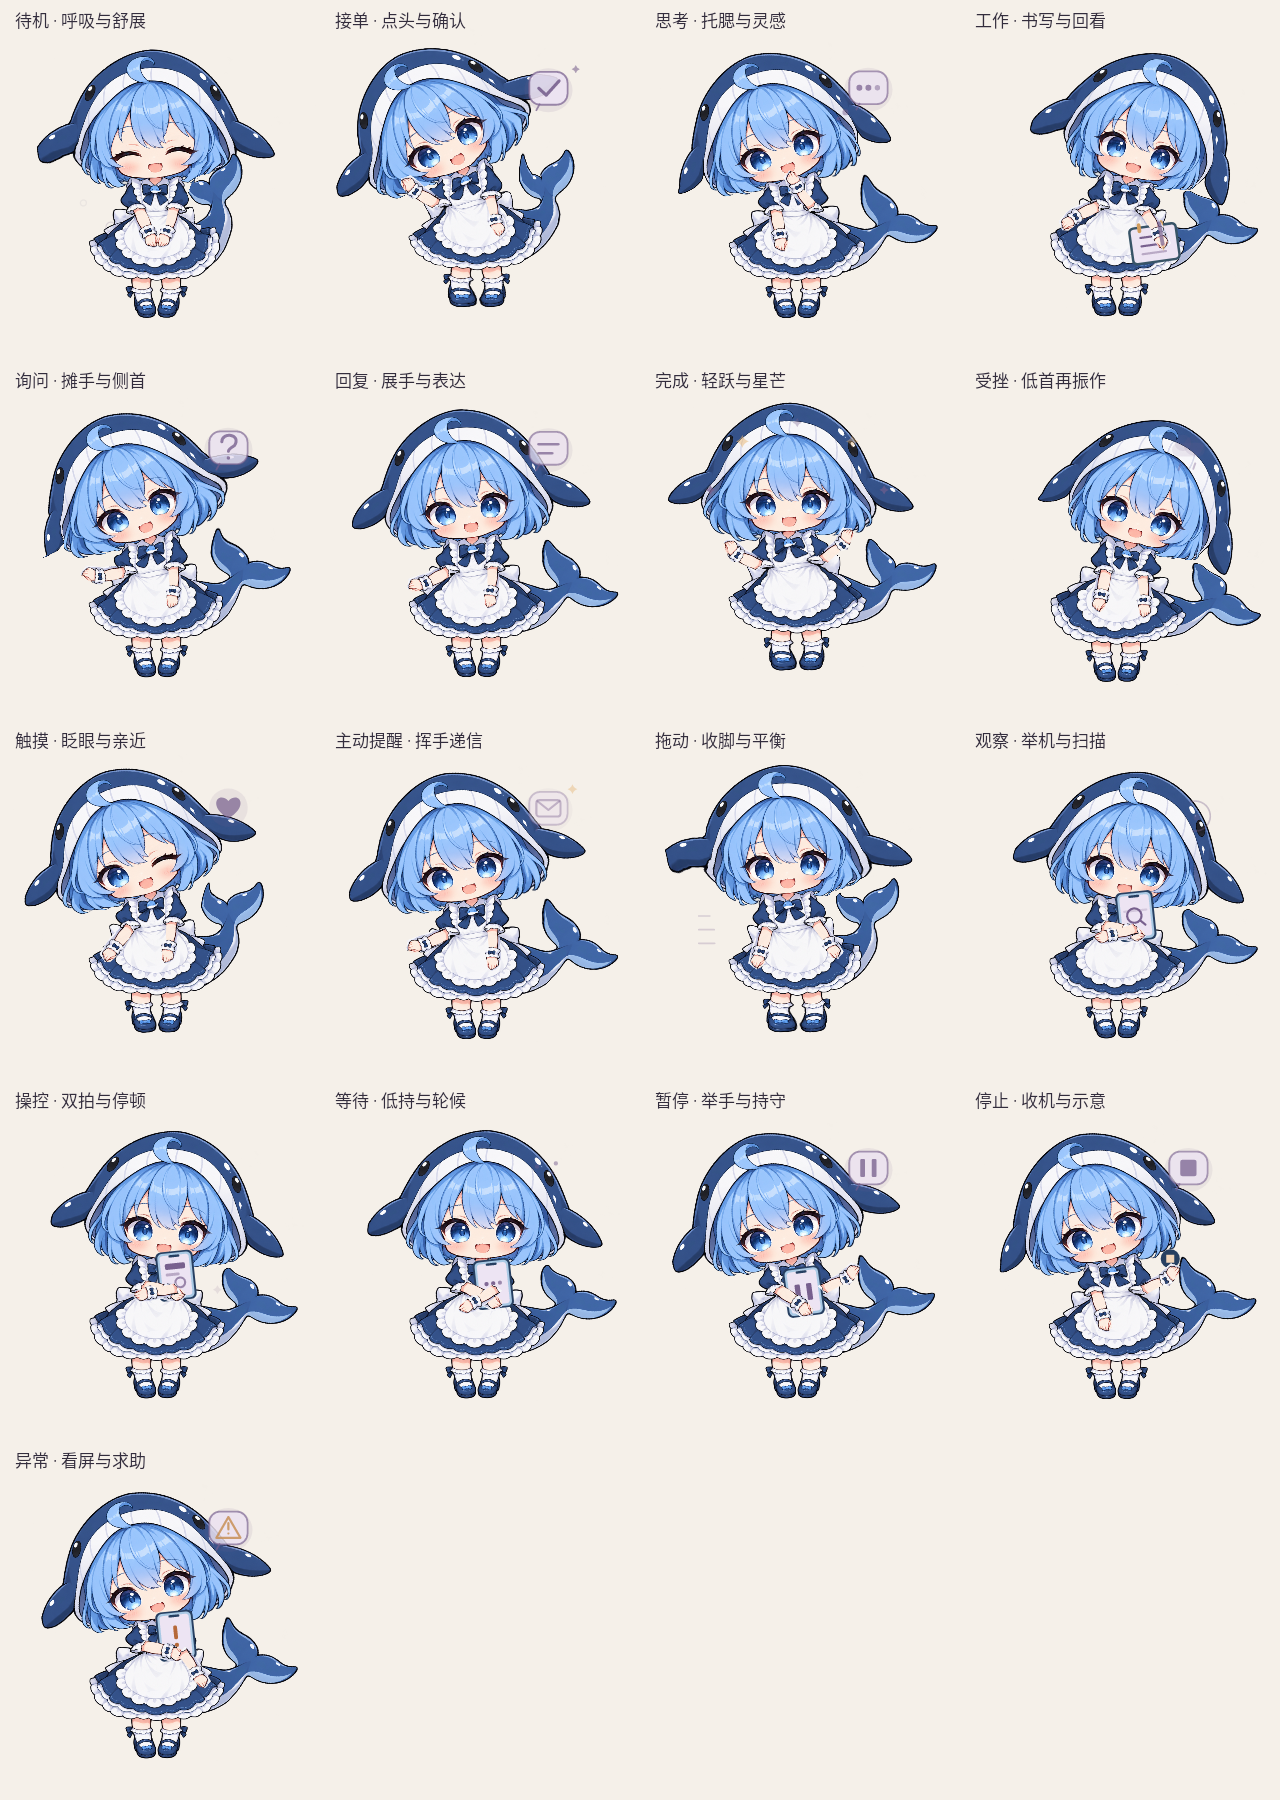 待机 · 呼吸与舒展
接单 · 点头与确认
思考 · 托腮与灵感
工作 · 书写与回看
询问 · 摊手与侧首
回复 · 展手与表达
完成 · 轻跃与星芒
受挫 · 低首再振作
触摸 · 眨眼与亲近
主动提醒 · 挥手递信
拖动 · 收脚与平衡
观察 · 举机与扫描
操控 · 双拍与停顿
等待 · 低持与轮候
暂停 · 举手与持守
停止 · 收机与示意
异常 · 看屏与求助